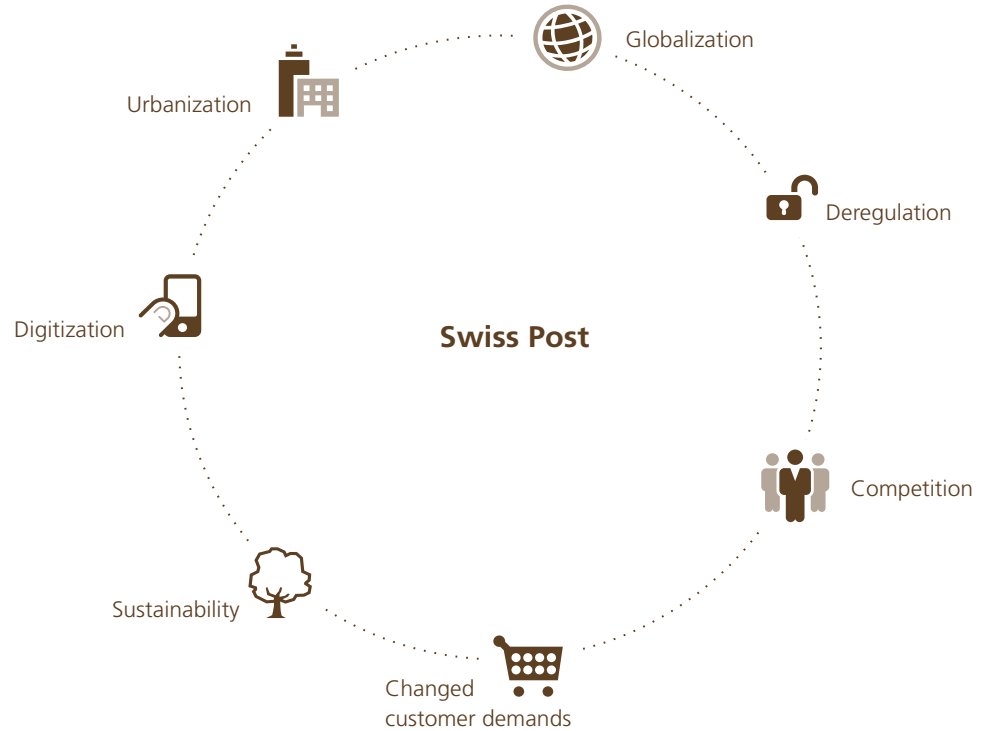 Globalization
Urbanization
Deregulation
Digitization
Swiss Post
Competition
Sustainability
Changed
customer demands